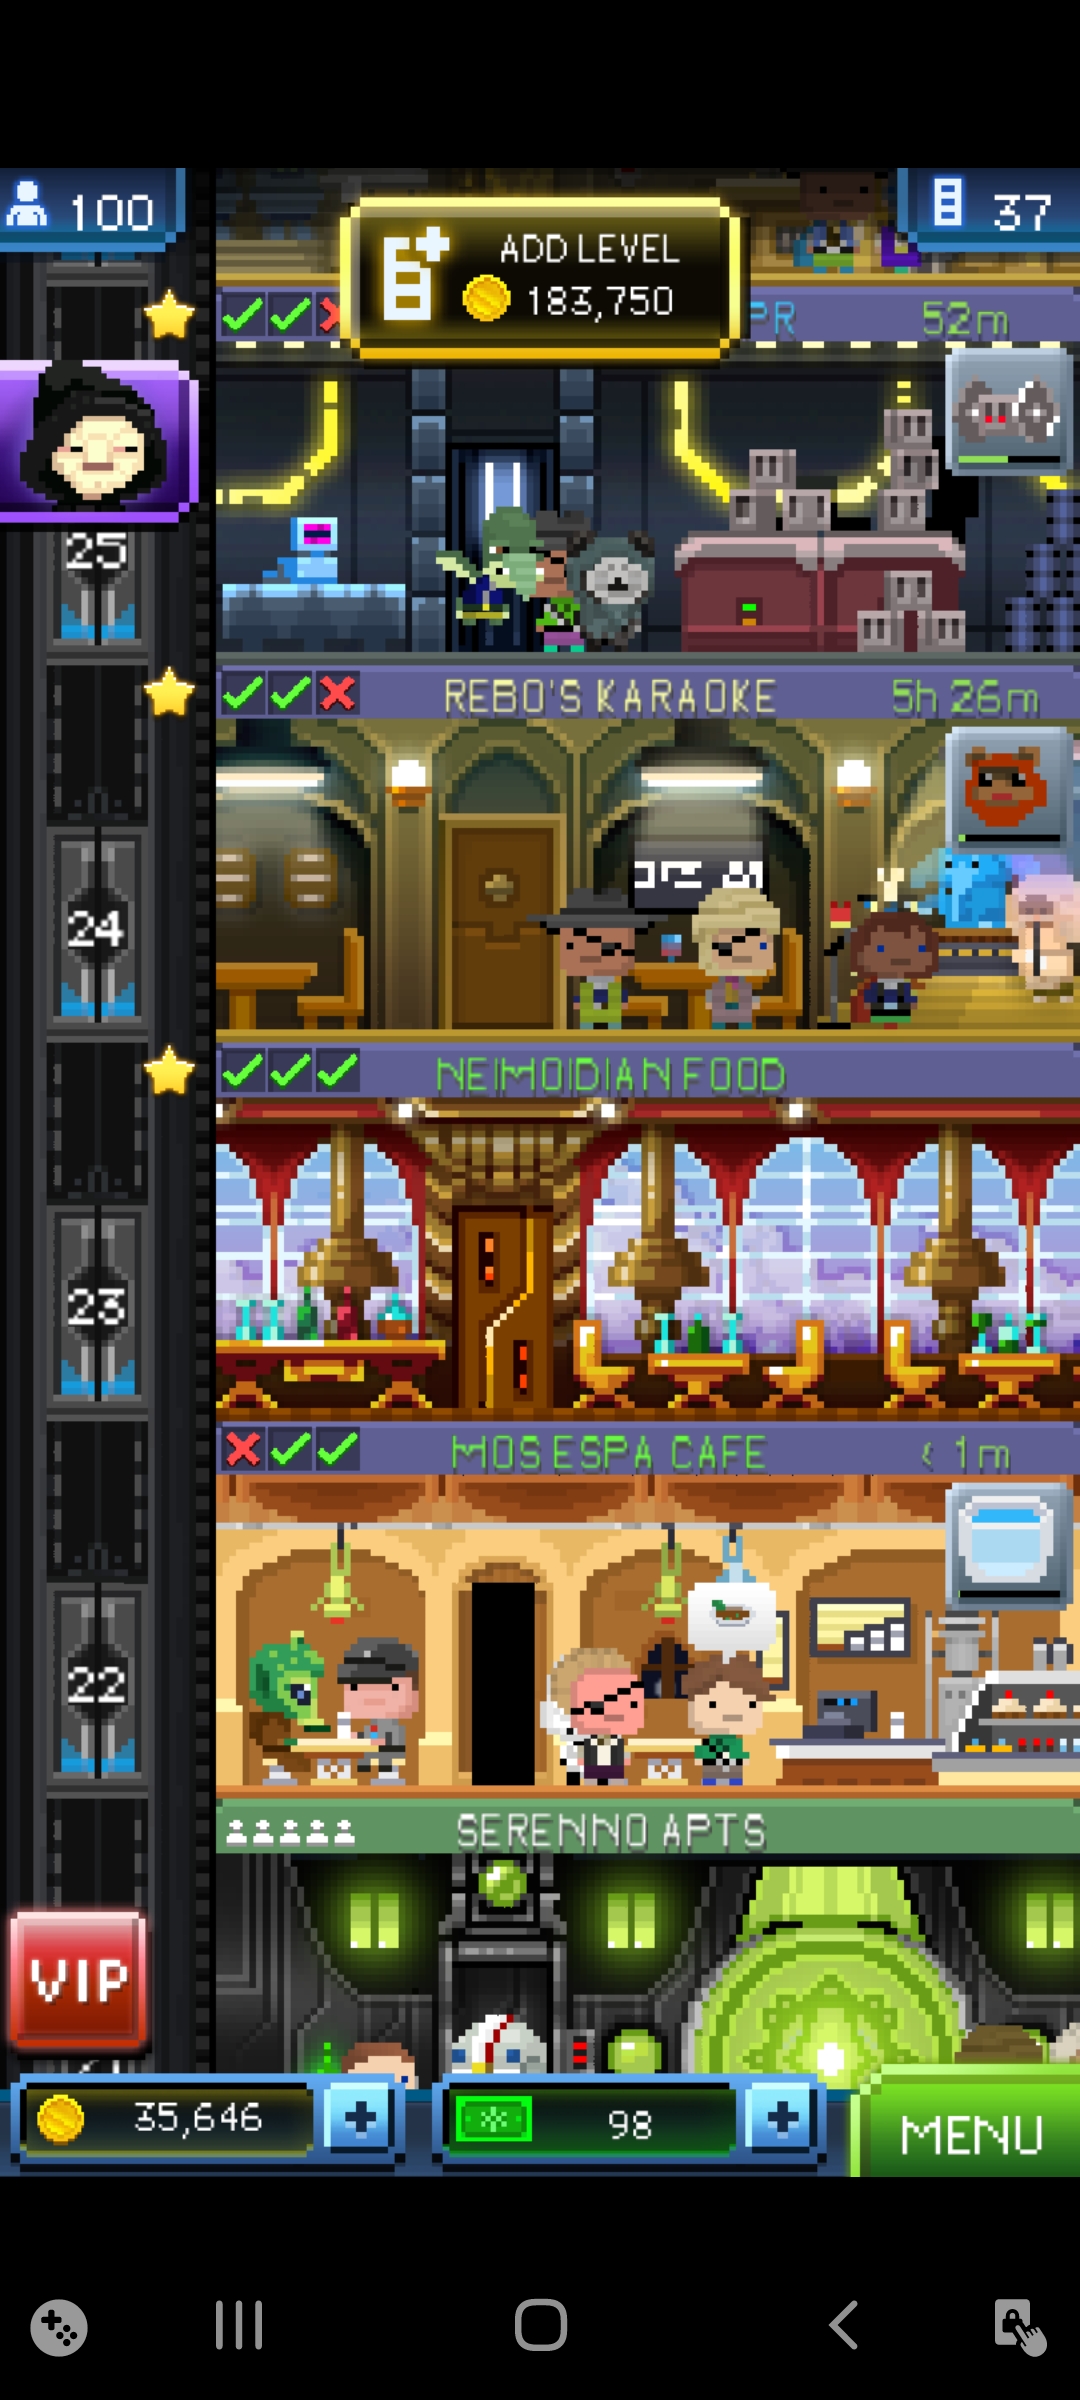 100
ADD LEVEL
183,750
37
PR
52m
25
REBO'S KARAOKE
5h 26m
24
NEIMOIDIAN FOOD
23
MOS ESPA CAFE
< 1m
22
SERENNO APTS
VIP
35,646
98
MENU